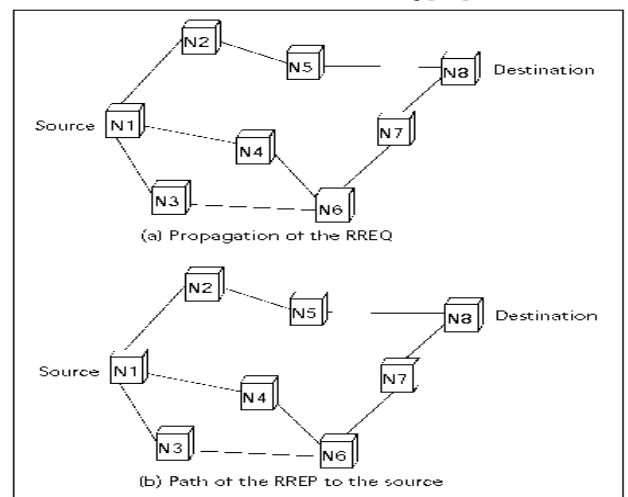 N2
N5
N8 Destination
Source N1
N7
N4
N3
N6
(a) Propagation of the RREQ
N2
N5
N8 Destination
Source N1
N7
N4
N3
N6
(b) Path of the RREP to the source